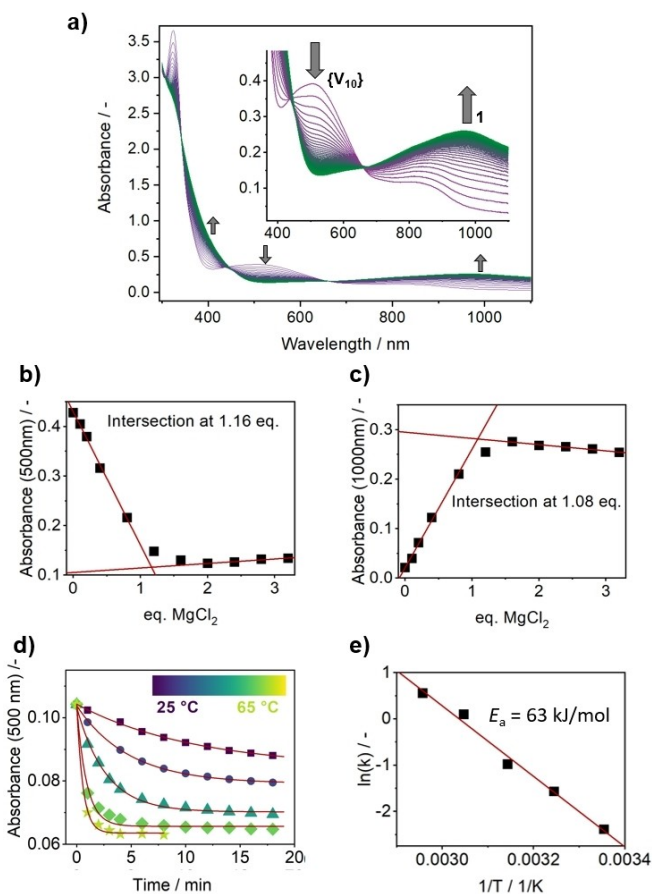 a)
3.5
3.0
2.5
2.0
1.5
1.0
0.5
0.0
Absorbance / -
400 600 800 1000
Wavelength / nm
0.4
0.3
0.2
0.1
400 600 800 1000
{V₁₀}
1
b)
Intersection at 1.16 eq.
0.4
0.3
0.2
0.1
Absorbance (500nm) / -
0 1 2 3
eq. MgCl₂
c)
Intersection at 1.08 eq.
0.3
0.2
0.1
0.0
Absorbance (1000nm) / -
0 1 2 3
eq. MgCl₂
d)
25 °C 65 °C
0.10
0.08
0.06
Absorbance (500 nm) /-
0 5 10 15 20
Time / min
e)
Eₐ = 63 kJ/mol
1
0
-1
-2
ln(k) / -
0.0030 0.0032 0.0034
1/T / 1/K